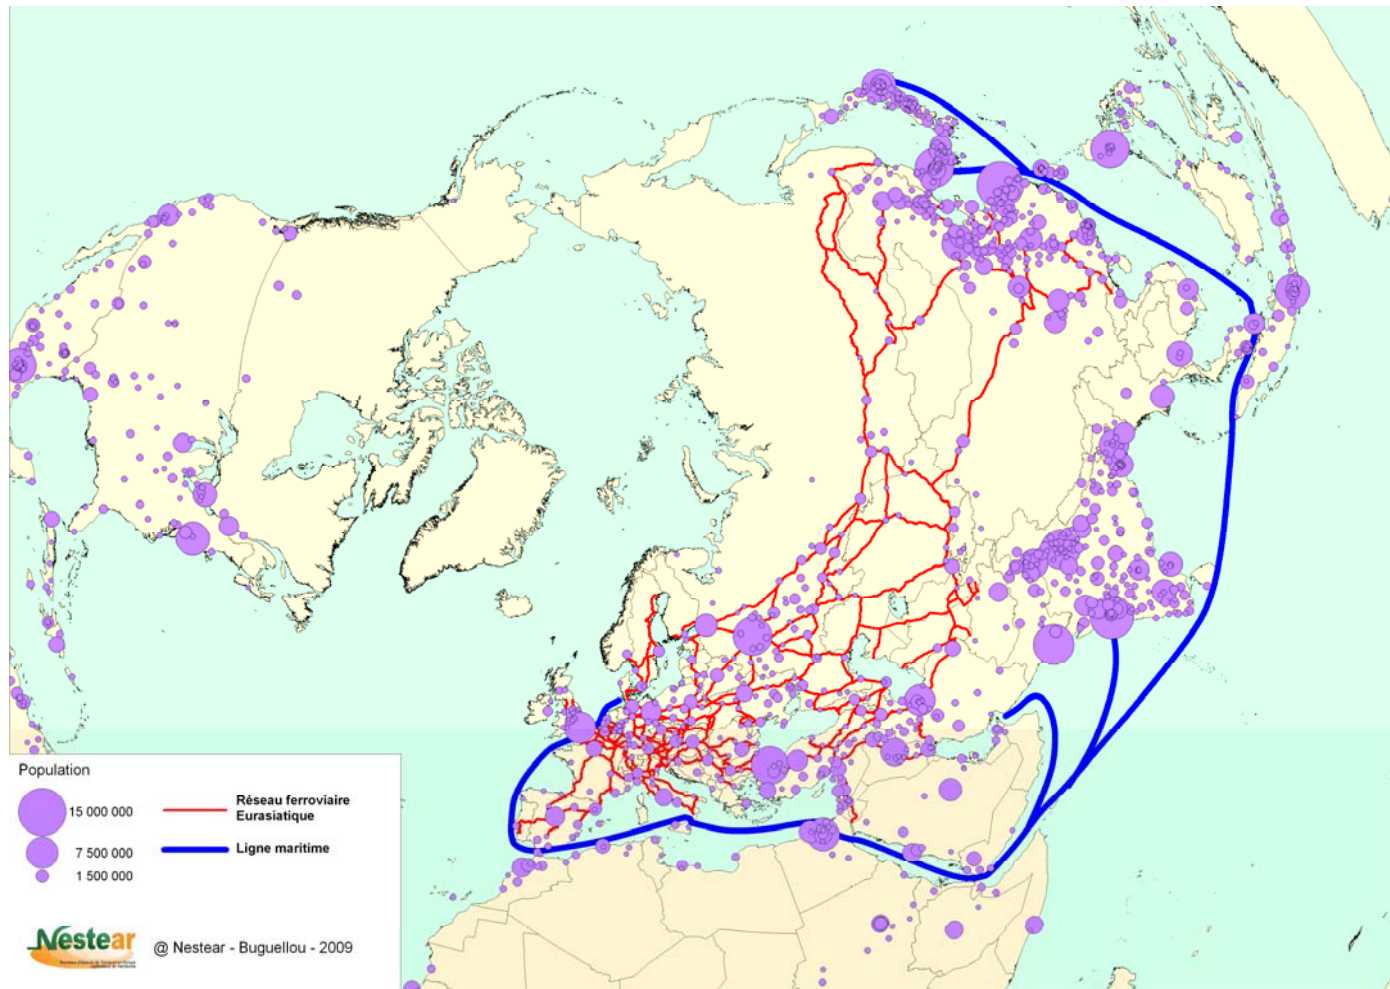 Population
15 000 000
7 500 000
1 500 000
Réseau ferroviaire
Eurasiatique
Ligne maritime
Nestear
@ Nestear - Buguellou - 2009